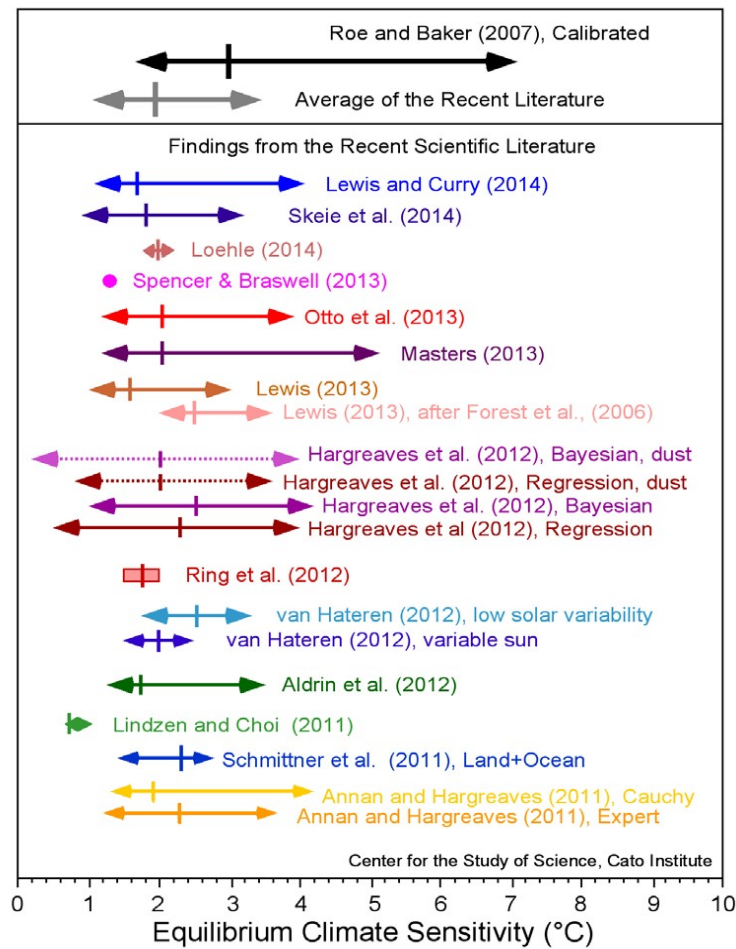 Roe and Baker (2007), Calibrated
Average of the Recent Literature
Findings from the Recent Scientific Literature
Lewis and Curry (2014)
Skeie et al. (2014)
Loehle (2014)
Spencer & Braswell (2013)
Otto et al. (2013)
Masters (2013)
Lewis (2013)
Lewis (2013), after Forest et al., (2006)
Hargreaves et al. (2012), Bayesian, dust
Hargreaves et al. (2012), Regression, dust
Hargreaves et al. (2012), Bayesian
Hargreaves et al (2012), Regression
Ring et al. (2012)
van Hateren (2012), low solar variability
van Hateren (2012), variable sun
Aldrin et al. (2012)
Lindzen and Choi (2011)
Schmittner et al. (2011), Land+Ocean
Annan and Hargreaves (2011), Cauchy
Annan and Hargreaves (2011), Expert
Center for the Study of Science, Cato Institute
0 1 2 3 4 5 6 7 8 9 10
Equilibrium Climate Sensitivity (°C)